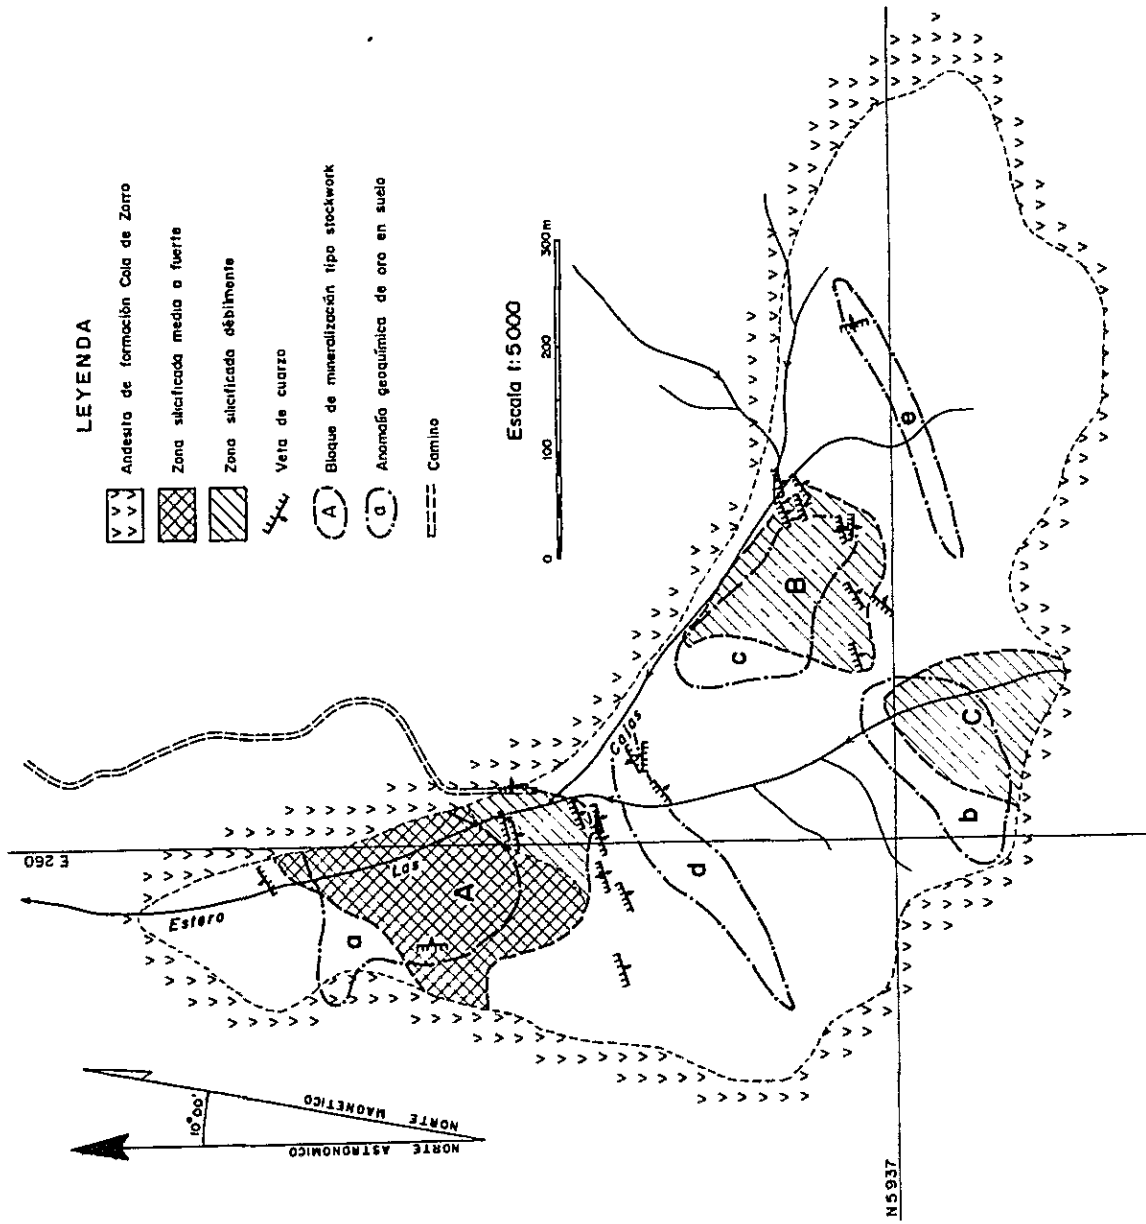 LEYENDA
Andesita de formación Cola de Zorro
Zona silicificada media a fuerte
Zona silicificada débilmente
Veta de cuarzo
A
Bloque de mineralización tipo stockwork
a
Anomalía geoquímica de oro en suelo
Camino
Escala 1:5000
0 100 200 300m
NORTE ASTRONOMICO
NORTE MAGNETICO
10°00'
E 260
N5937
Estero Las Colas
a
A
d
c
B
b
C
e